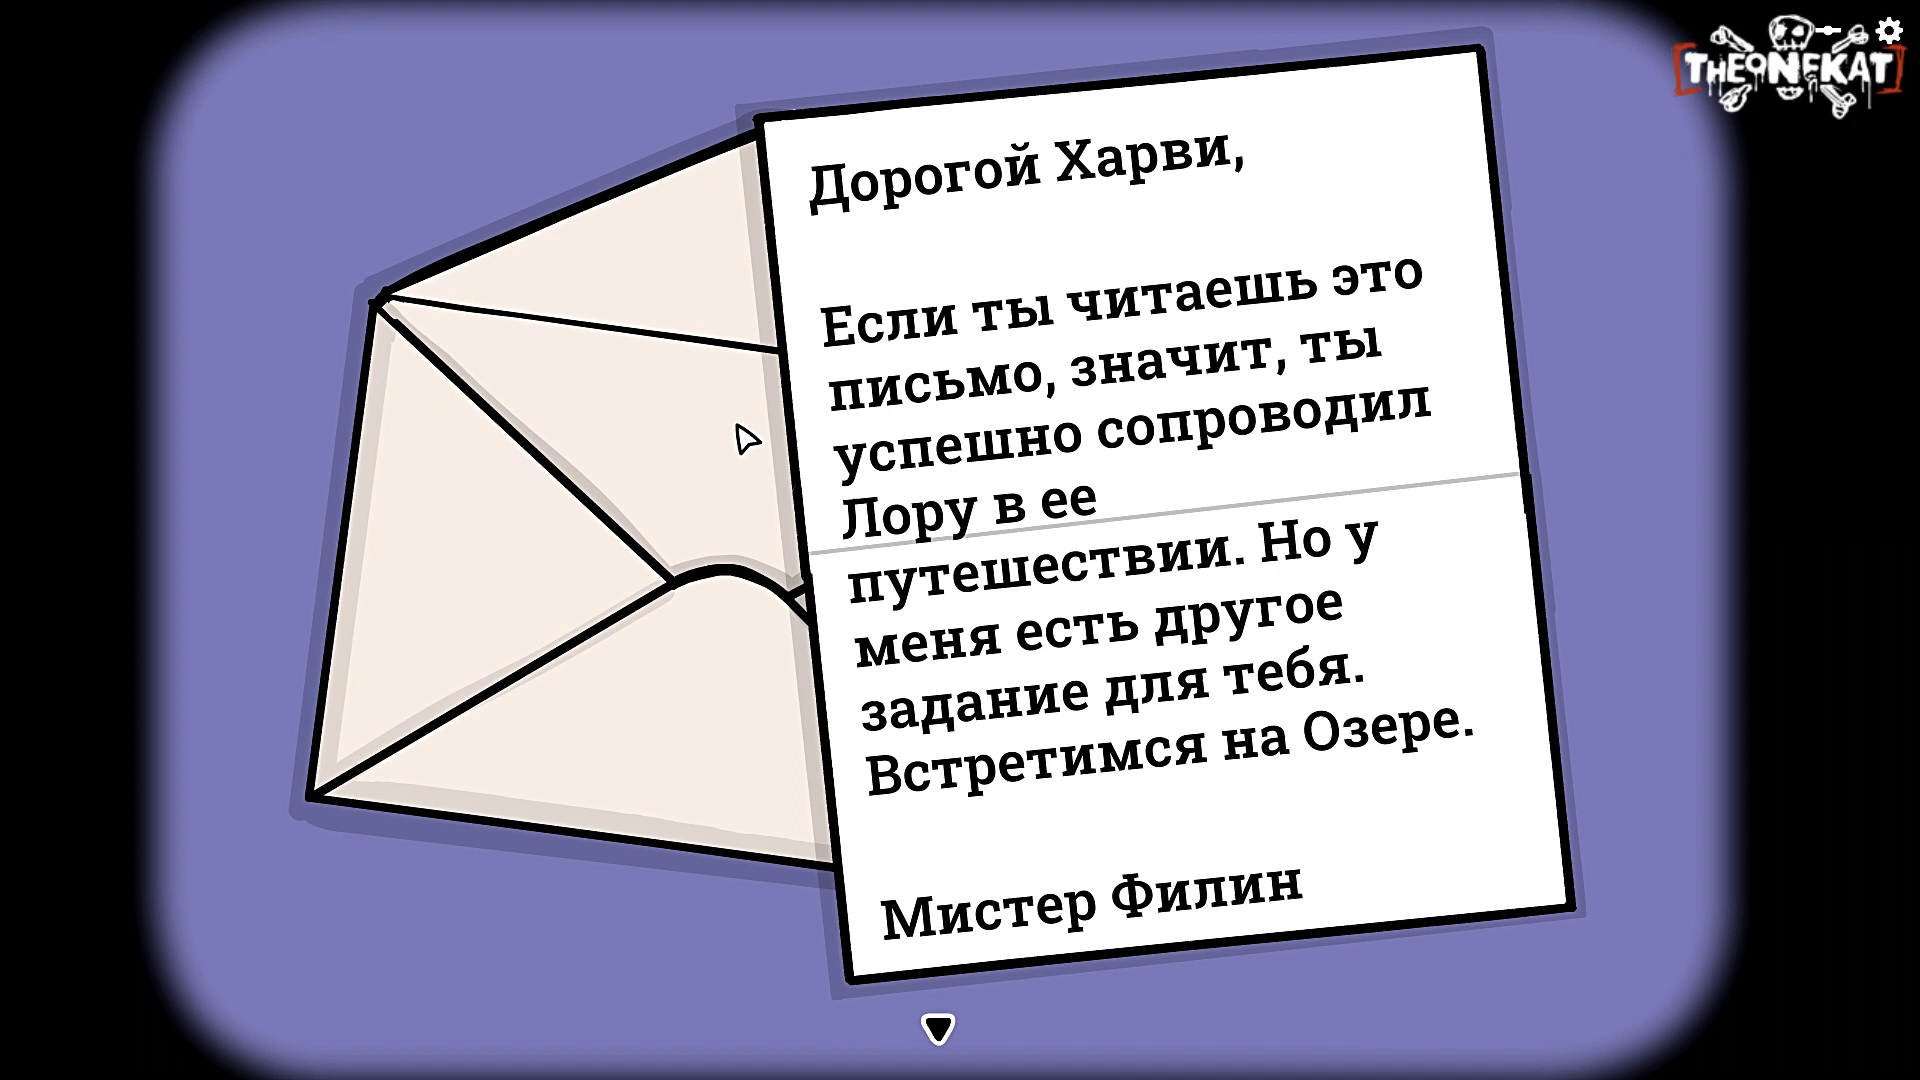 THEONEKAT
Дорогой Харви,
Если ты читаешь это
письмо, значит, ты
успешно сопроводил
Лору в ее
путешествии. Но у
меня есть другое
задание для тебя.
Встретимся на Озере.
Мистер Филин